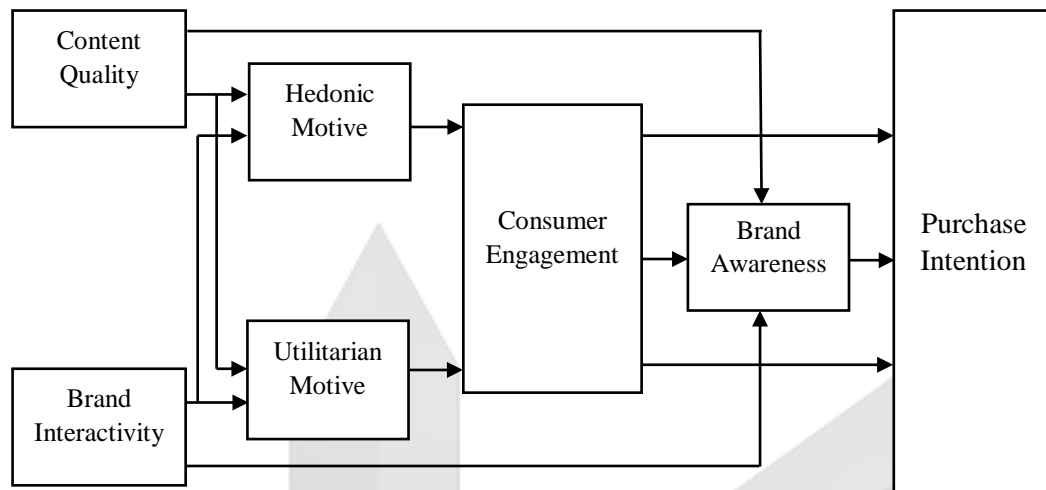 Content
Quality
Hedonic
Motive
Consumer
Engagement
Brand
Awareness
Purchase
Intention
Utilitarian
Motive
Brand
Interactivity